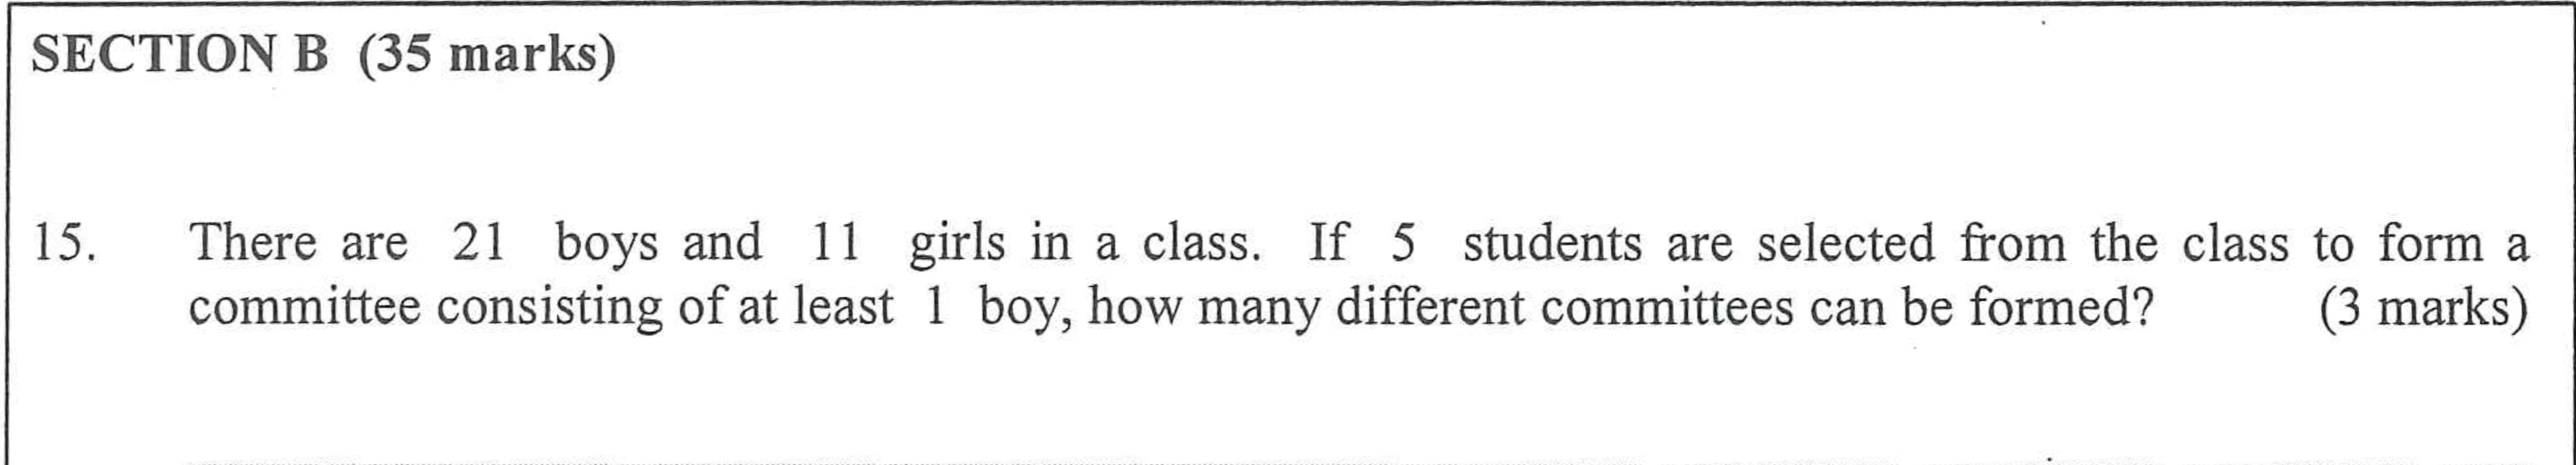 SECTION B (35 marks)
15. There are 21 boys and 11 girls in a class. If 5 students are selected from the class to form a
committee consisting of at least 1 boy, how many different committees can be formed? (3 marks)